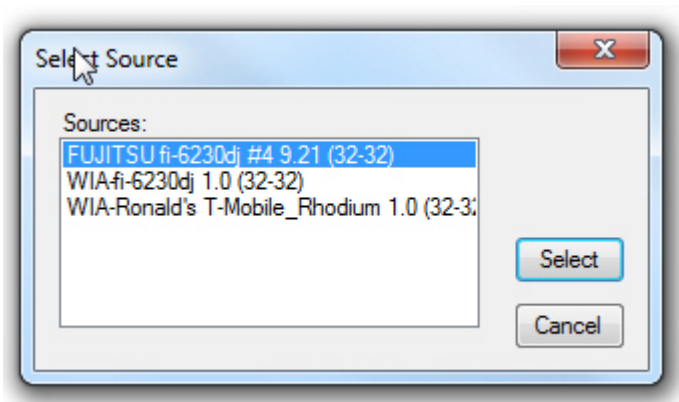 Select Source
Sources:
FUJITSU fi-6230dj #4 9.21 (32-32)
WIA-fi-6230dj 1.0 (32-32)
WIA-Ronald's T-Mobile_Rhodium 1.0 (32-32
Select
Cancel